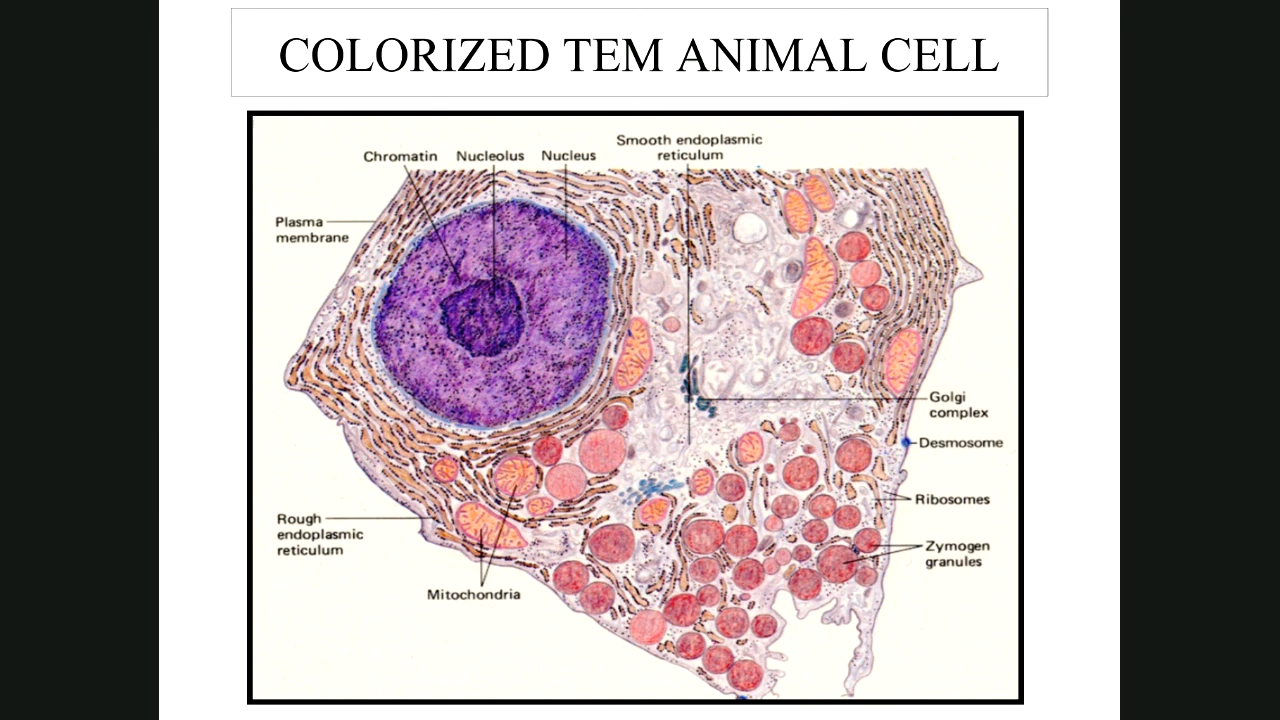 COLORIZED TEM ANIMAL CELL
Smooth endoplasmic
reticulum
Chromatin
Nucleolus
Nucleus
Plasma
membrane
Golgi
complex
Desmosome
Ribosomes
Rough
endoplasmic
reticulum
Zymogen
granules
Mitochondria